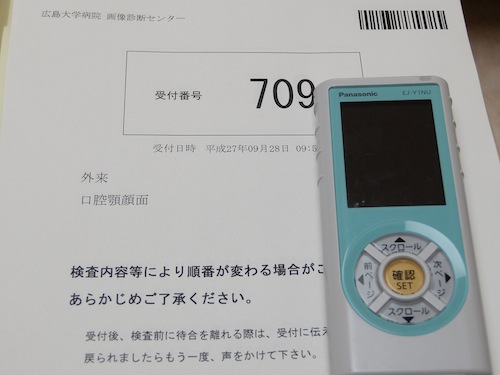 広島大学病院 画像診断センター
受付番号 709
受付日時 平成27年09月28日 09:5
外来
口腔顎顔面
検査内容等により順番が変わる場合がご
あらかじめご了承ください。
受付後、検査前に待合を離れる際は、受付に伝え
戻られましたらもう一度、声をかけて下さい。
Panasonic EJ-Y1NU
スクロール
前ページ
確認
SET
次ページ
スクロール